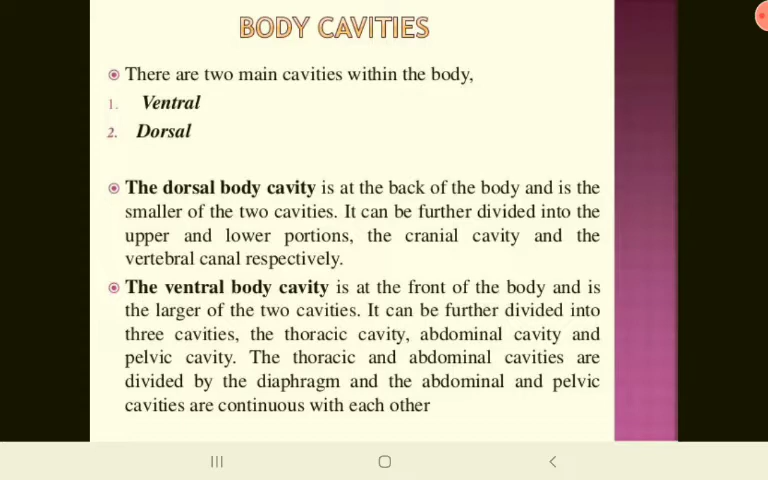 BODY CAVITIES
There are two main cavities within the body,
1. Ventral
2. Dorsal
The dorsal body cavity is at the back of the body and is the
smaller of the two cavities. It can be further divided into the
upper and lower portions, the cranial cavity and the
vertebral canal respectively.
The ventral body cavity is at the front of the body and is
the larger of the two cavities. It can be further divided into
three cavities, the thoracic cavity, abdominal cavity and
pelvic cavity. The thoracic and abdominal cavities are
divided by the diaphragm and the abdominal and pelvic
cavities are continuous with each other